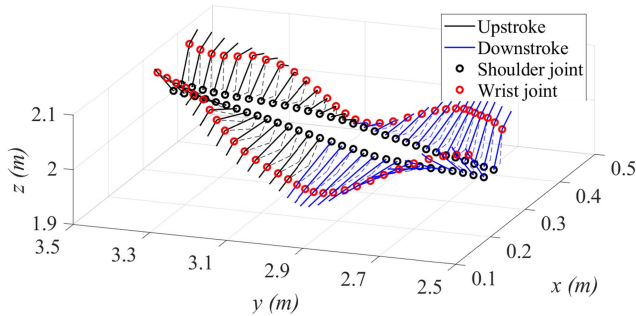 Upstroke
Downstroke
Shoulder joint
Wrist joint
2.1
2
1.9
z (m)
3.5
3.3
3.1
2.9
2.7
2.5
y (m)
0.1
0.2
0.3
0.4
0.5
x (m)